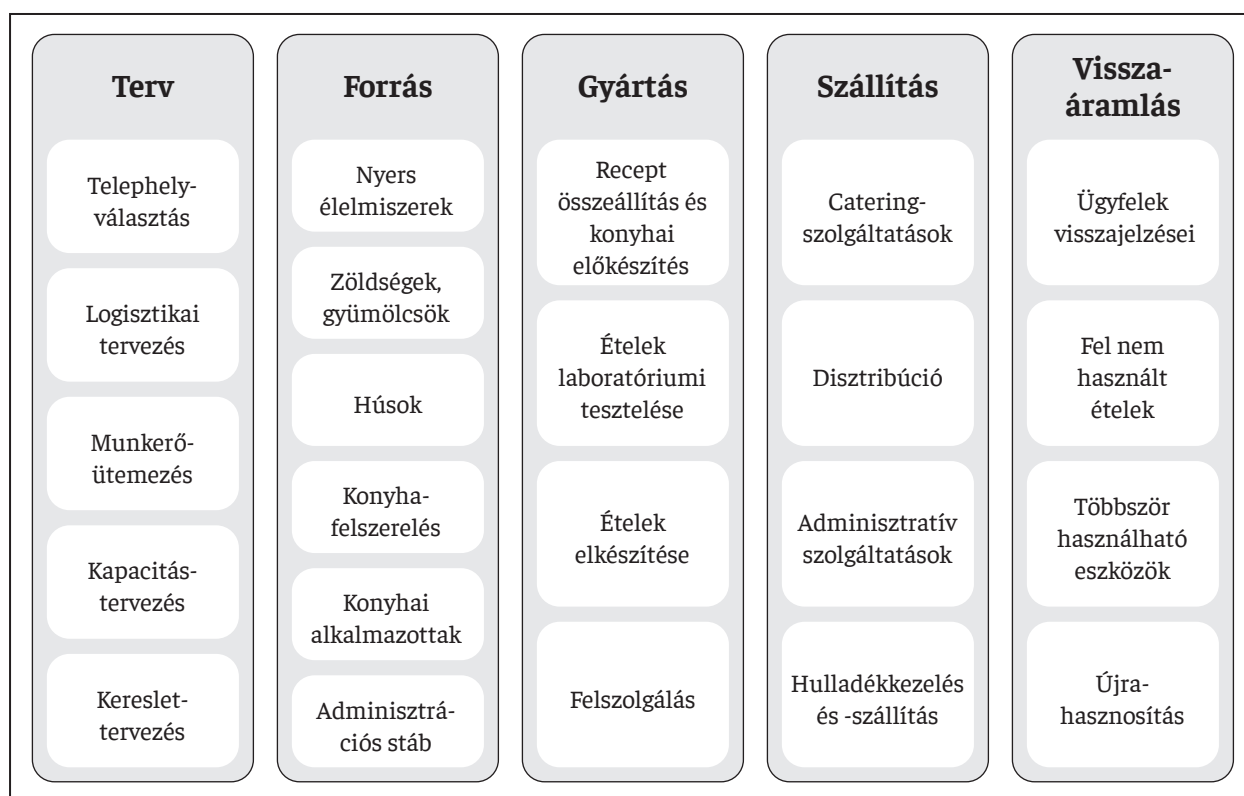 Terv
Telephely-
választás
Logisztikai
tervezés
Munkerő-
ütemezés
Kapacitás-
tervezés
Kereslet-
tervezés
Forrás
Nyers
élelmiszerek
Zöldségek,
gyümölcsök
Húsok
Konyha-
felszerelés
Konyhai
alkalmazottak
Adminisztrá-
ciós stáb
Gyártás
Recept
összeállítás és
konyhai
előkészítés
Ételek
laboratóriumi
tesztelése
Ételek
elkészítése
Felszolgálás
Szállítás
Catering-
szolgáltatások
Disztribúció
Adminisztratív
szolgáltatások
Hulladékkezelés
és -szállítás
Vissza-
áramlás
Ügyfelek
visszajelzései
Fel nem
használt
ételek
Többször
használható
eszközök
Újra-
hasznosítás